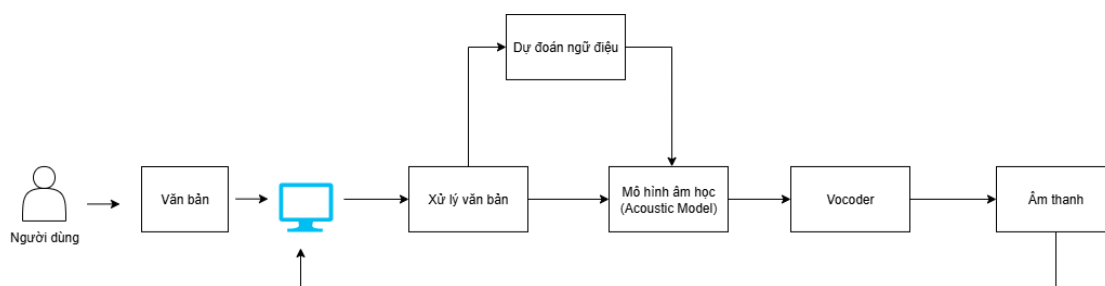 Dự đoán ngữ điệu
Người dùng
Văn bản
Xử lý văn bản
Mô hình âm học
(Acoustic Model)
Vocoder
Âm thanh